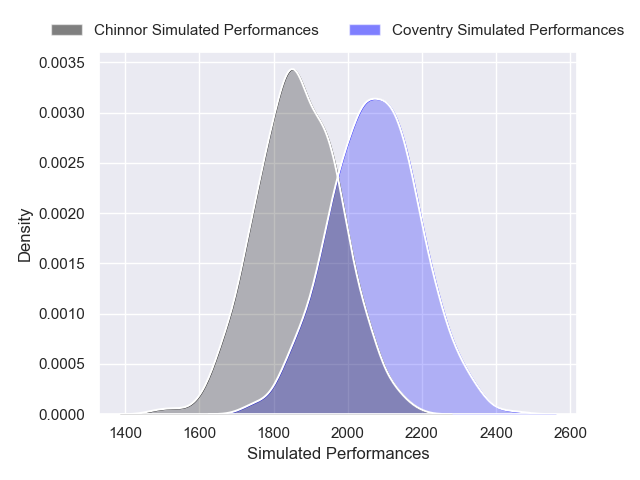 Chinnor Simulated Performances Coventry Simulated Performances
0.0035
0.0030
0.0025
0.0020
0.0015
0.0010
0.0005
0.0000
Density
1400 1600 1800 2000 2200 2400 2600
Simulated Performances